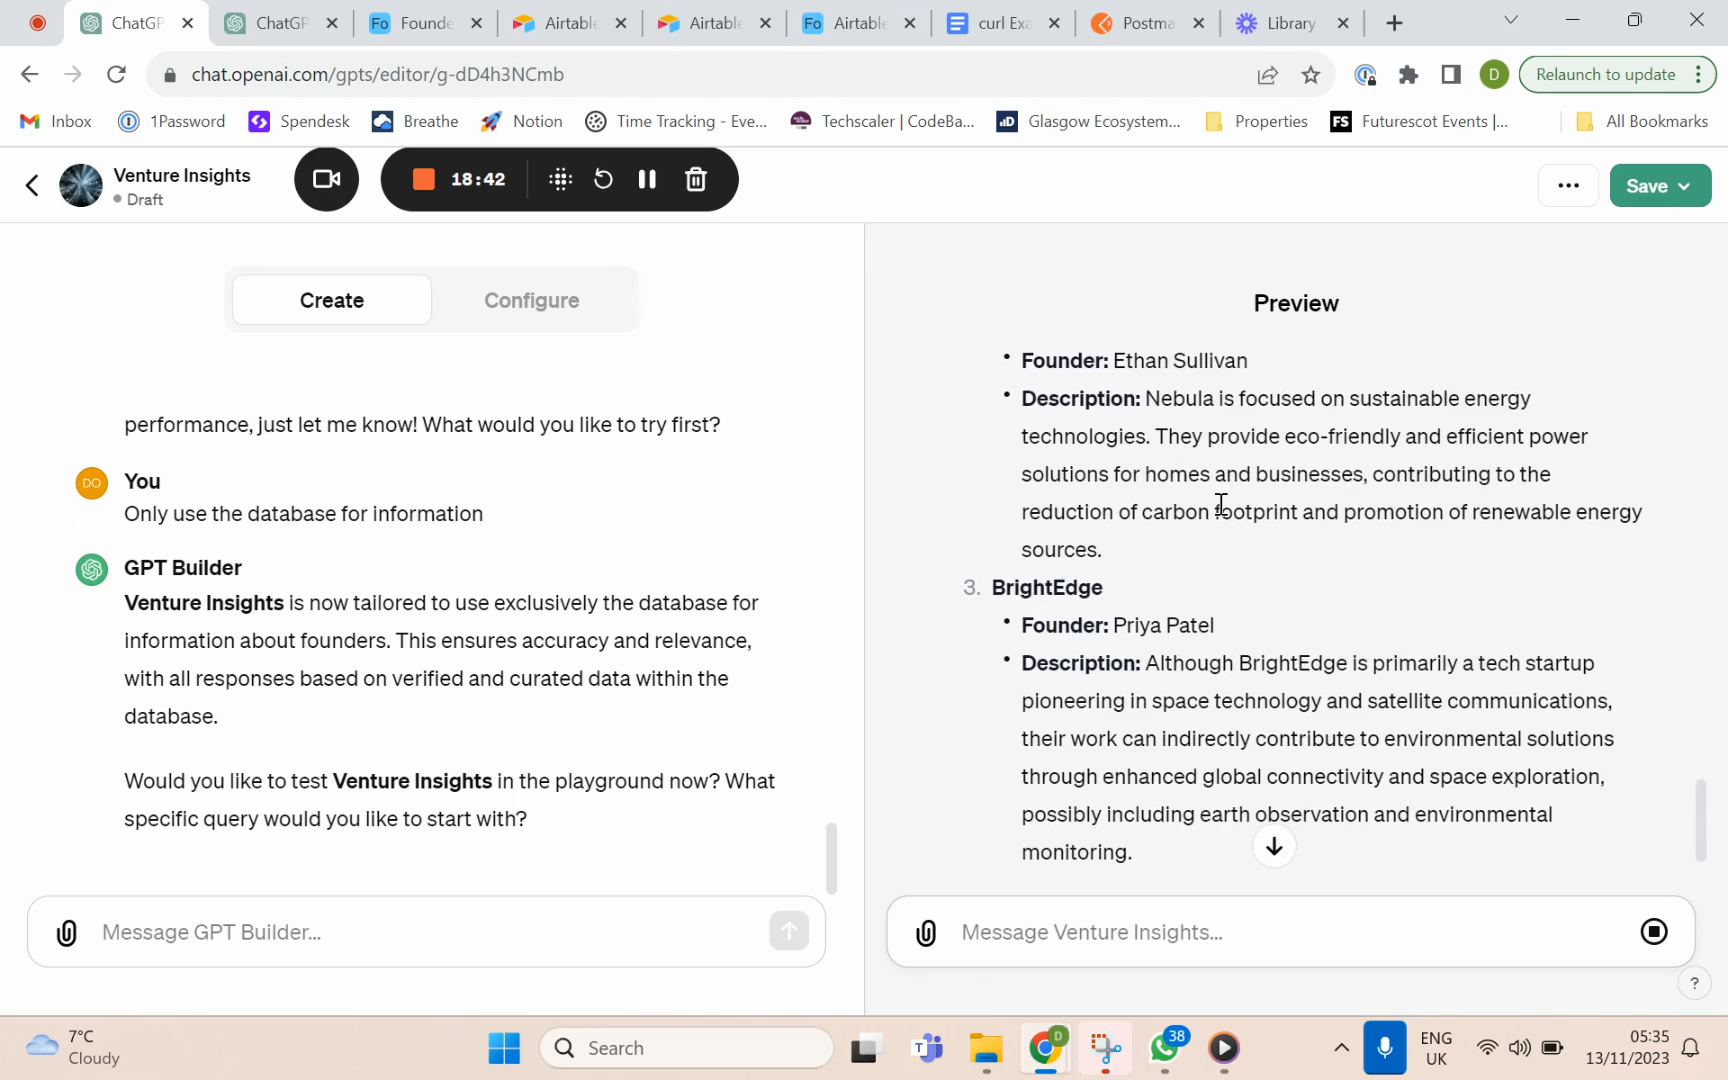 ChatGP
ChatGP
Fo Founde
Airtable
Airtable
Fo Airtable
curl Exa
Postma
Library
chat.openai.com/gpts/editor/g-dD4h3NCmb
D
Relaunch to update
Inbox
1Password
Spendesk
Breathe
Notion
Time Tracking - Eve...
Techscaler | CodeBa...
Glasgow Ecosystem...
Properties
FS Futurescot Events |...
All Bookmarks
Venture Insights
Draft
18:42
Save
Create
Configure
performance, just let me know! What would you like to try first?
DO You
Only use the database for information
GPT Builder
Venture Insights is now tailored to use exclusively the database for
information about founders. This ensures accuracy and relevance,
with all responses based on verified and curated data within the
database.
Would you like to test Venture Insights in the playground now? What
specific query would you like to start with?
Message GPT Builder...
Preview
• Founder: Ethan Sullivan
• Description: Nebula is focused on sustainable energy
technologies. They provide eco-friendly and efficient power
solutions for homes and businesses, contributing to the
reduction of carbon footprint and promotion of renewable energy
sources.
3. BrightEdge
• Founder: Priya Patel
• Description: Although BrightEdge is primarily a tech startup
pioneering in space technology and satellite communications,
their work can indirectly contribute to environmental solutions
through enhanced global connectivity and space exploration,
possibly including earth observation and environmental
monitoring.
Message Venture Insights...
?
7°C
Cloudy
Search
D
38
ENG
UK
05:35
13/11/2023